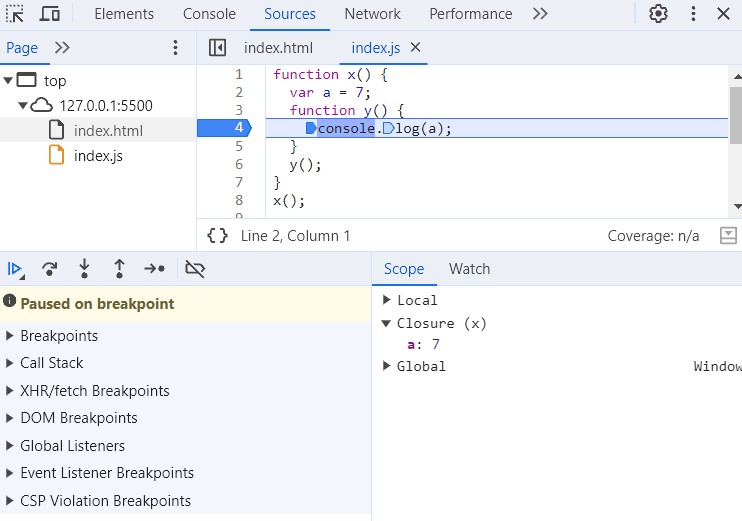 Elements Console Sources Network Performance
Page index.html index.js
top
127.0.0.1:5500
index.html
index.js
1 function x() {
2 var a = 7;
3 function y() {
4 console.log(a);
5 }
6 y();
7 }
8 x();
9
{} Line 2, Column 1 Coverage: n/a
Paused on breakpoint
Breakpoints
Call Stack
XHR/fetch Breakpoints
DOM Breakpoints
Global Listeners
Event Listener Breakpoints
CSP Violation Breakpoints
Scope Watch
Local
Closure (x)
a: 7
Global Window